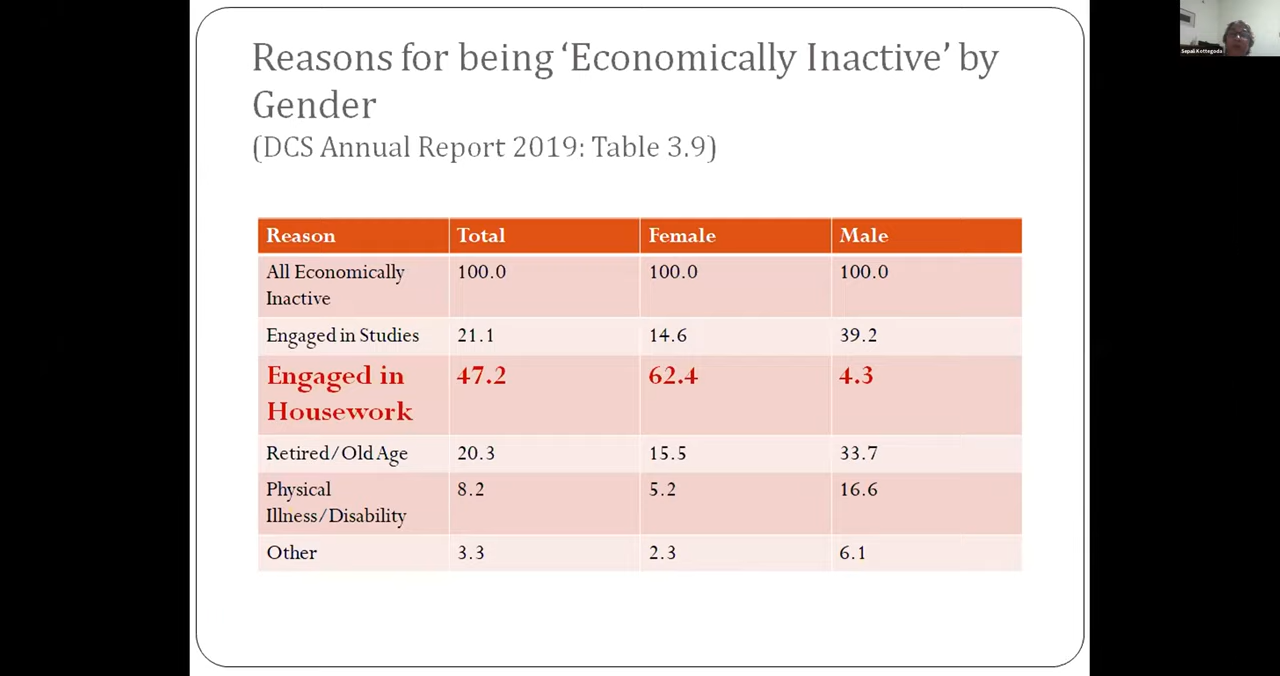 Reasons for being ‘Economically Inactive’ by
Gender
(DCS Annual Report 2019: Table 3.9)
Reason Total Female Male
All Economically 100.0 100.0 100.0
Inactive
Engaged in Studies 21.1 14.6 39.2
Engaged in 47.2 62.4 4.3
Housework
Retired/Old Age 20.3 15.5 33.7
Physical 8.2 5.2 16.6
Illness/Disability
Other 3.3 2.3 6.1
Sepali Kottegoda